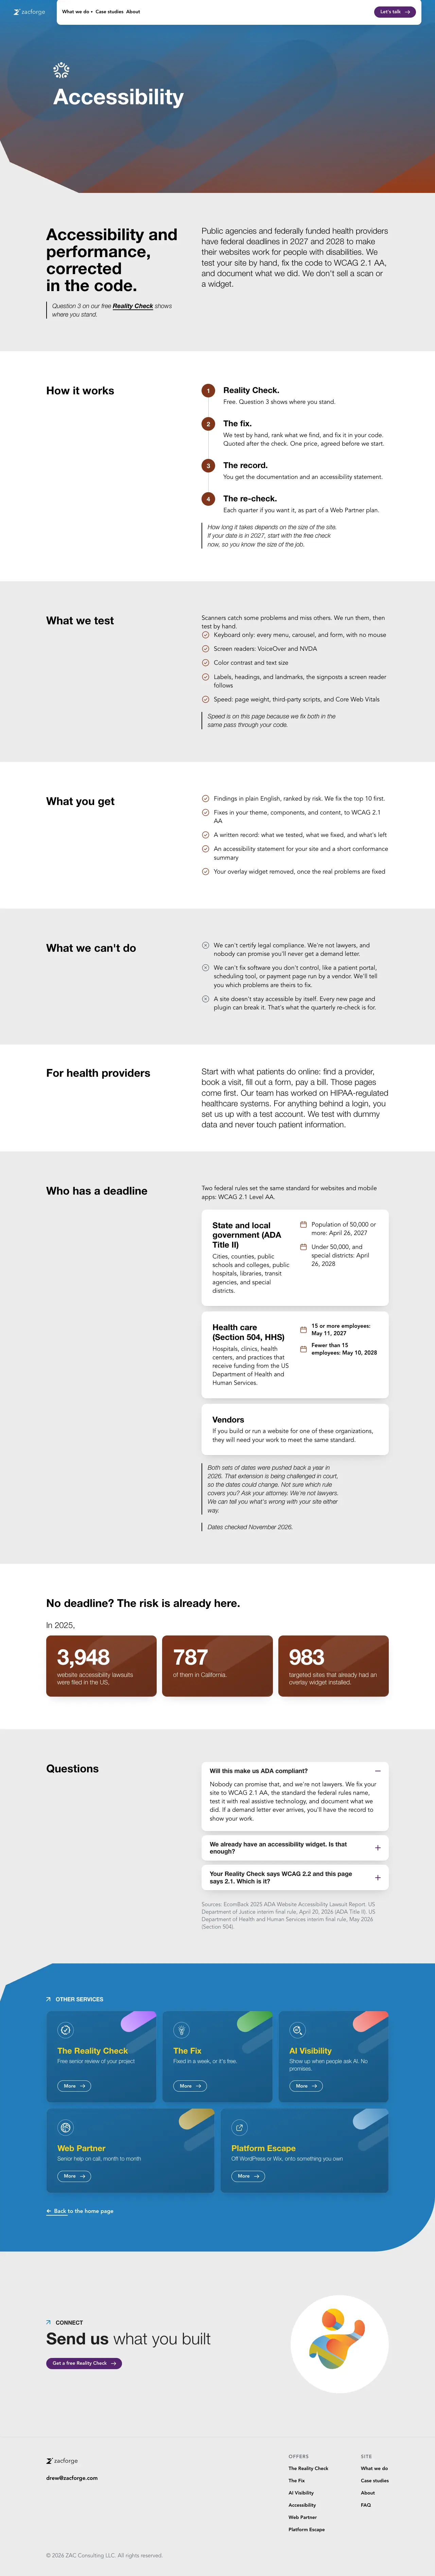 zacforge
What we do
Case studies
About
Let's talk
Accessibility
Accessibility and
performance,
corrected
in the code.
Question 3 on our free Reality Check shows
where you stand.
Public agencies and federally funded health providers
have federal deadlines in 2027 and 2028 to make
their websites work for people with disabilities. We
test your site by hand, fix the code to WCAG 2.1 AA,
and document what we did. We don't sell a scan or
a widget.
How it works
1
Reality Check.
Free. Question 3 shows where you stand.
2
The fix.
We test by hand, rank what we find, and fix it in your code.
Quoted after the check. One price, agreed before we start.
3
The record.
You get the documentation and an accessibility statement.
4
The re-check.
Each quarter if you want it, as part of a Web Partner plan.
How long it takes depends on the size of the site.
If your date is in 2027, start with the free check
now, so you know the size of the job.
What we test
Scanners catch some problems and miss others. We run them, then
test by hand.
Keyboard only: every menu, carousel, and form, with no mouse
Screen readers: VoiceOver and NVDA
Color contrast and text size
Labels, headings, and landmarks, the signposts a screen reader
follows
Speed: page weight, third-party scripts, and Core Web Vitals
Speed is on this page because we fix both in the
same pass through your code.
What you get
Findings in plain English, ranked by risk. We fix the top 10 first.
Fixes in your theme, components, and content, to WCAG 2.1
AA
A written record: what we tested, what we fixed, and what's left
An accessibility statement for your site and a short conformance
summary
Your overlay widget removed, once the real problems are fixed
What we can't do
We can't certify legal compliance. We're not lawyers, and
nobody can promise you'll never get a demand letter.
We can't fix software you don't control, like a patient portal,
scheduling tool, or payment page run by a vendor. We'll tell
you which problems are theirs to fix.
A site doesn't stay accessible by itself. Every new page and
plugin can break it. That's what the quarterly re-check is for.
For health providers
Start with what patients do online: find a provider,
book a visit, fill out a form, pay a bill. Those pages
come first. Our team has worked on HIPAA-regulated
healthcare systems. For anything behind a login, you
set us up with a test account. We test with dummy
data and never touch patient information.
Who has a deadline
Two federal rules set the same standard for websites and mobile
apps: WCAG 2.1 Level AA.
State and local
government (ADA
Title II)
Cities, counties, public
schools and colleges, public
hospitals, libraries, transit
agencies, and special
districts.
Population of 50,000 or
more: April 26, 2027
Under 50,000, and
special districts: April
26, 2028
Health care
(Section 504, HHS)
Hospitals, clinics, health
centers, and practices that
receive funding from the US
Department of Health and
Human Services.
15 or more employees:
May 11, 2027
Fewer than 15
employees: May 10, 2028
Vendors
If you build or run a website for one of these organizations,
they will need your work to meet the same standard.
Both sets of dates were pushed back a year in
2026. That extension is being challenged in court,
so the dates could change. Not sure which rule
covers you? Ask your attorney. We're not lawyers.
We can tell you what's wrong with your site either
way.
Dates checked November 2026.
No deadline? The risk is already here.
In 2025,
3,948
website accessibility lawsuits
were filed in the US.
787
of them in California.
983
targeted sites that already had an
overlay widget installed.
Questions
Will this make us ADA compliant?
Nobody can promise that, and we're not lawyers. We fix your
site to WCAG 2.1 AA, the standard the federal rules name,
test it with real assistive technology, and document what we
did. If a demand letter ever arrives, you'll have the record to
show your work.
We already have an accessibility widget. Is that
enough?
Your Reality Check says WCAG 2.2 and this page
says 2.1. Which is it?
Sources: EcomBack 2025 ADA Website Accessibility Lawsuit Report. US
Department of Justice interim final rule, April 20, 2026 (ADA Title II). US
Department of Health and Human Services interim final rule, May 2026
(Section 504).
OTHER SERVICES
The Reality Check
Free senior review of your project
More
The Fix
Fixed in a week, or it's free.
More
AI Visibility
Show up when people ask AI. No
promises.
More
Web Partner
Senior help on call, month to month
More
Platform Escape
Off WordPress or Wix, onto something you own
More
Back to the home page
CONNECT
Send us what you built
Get a free Reality Check
zacforge
drew@zacforge.com
OFFERS
The Reality Check
The Fix
AI Visibility
Accessibility
Web Partner
Platform Escape
SITE
What we do
Case studies
About
FAQ
© 2026 ZAC Consulting LLC. All rights reserved.